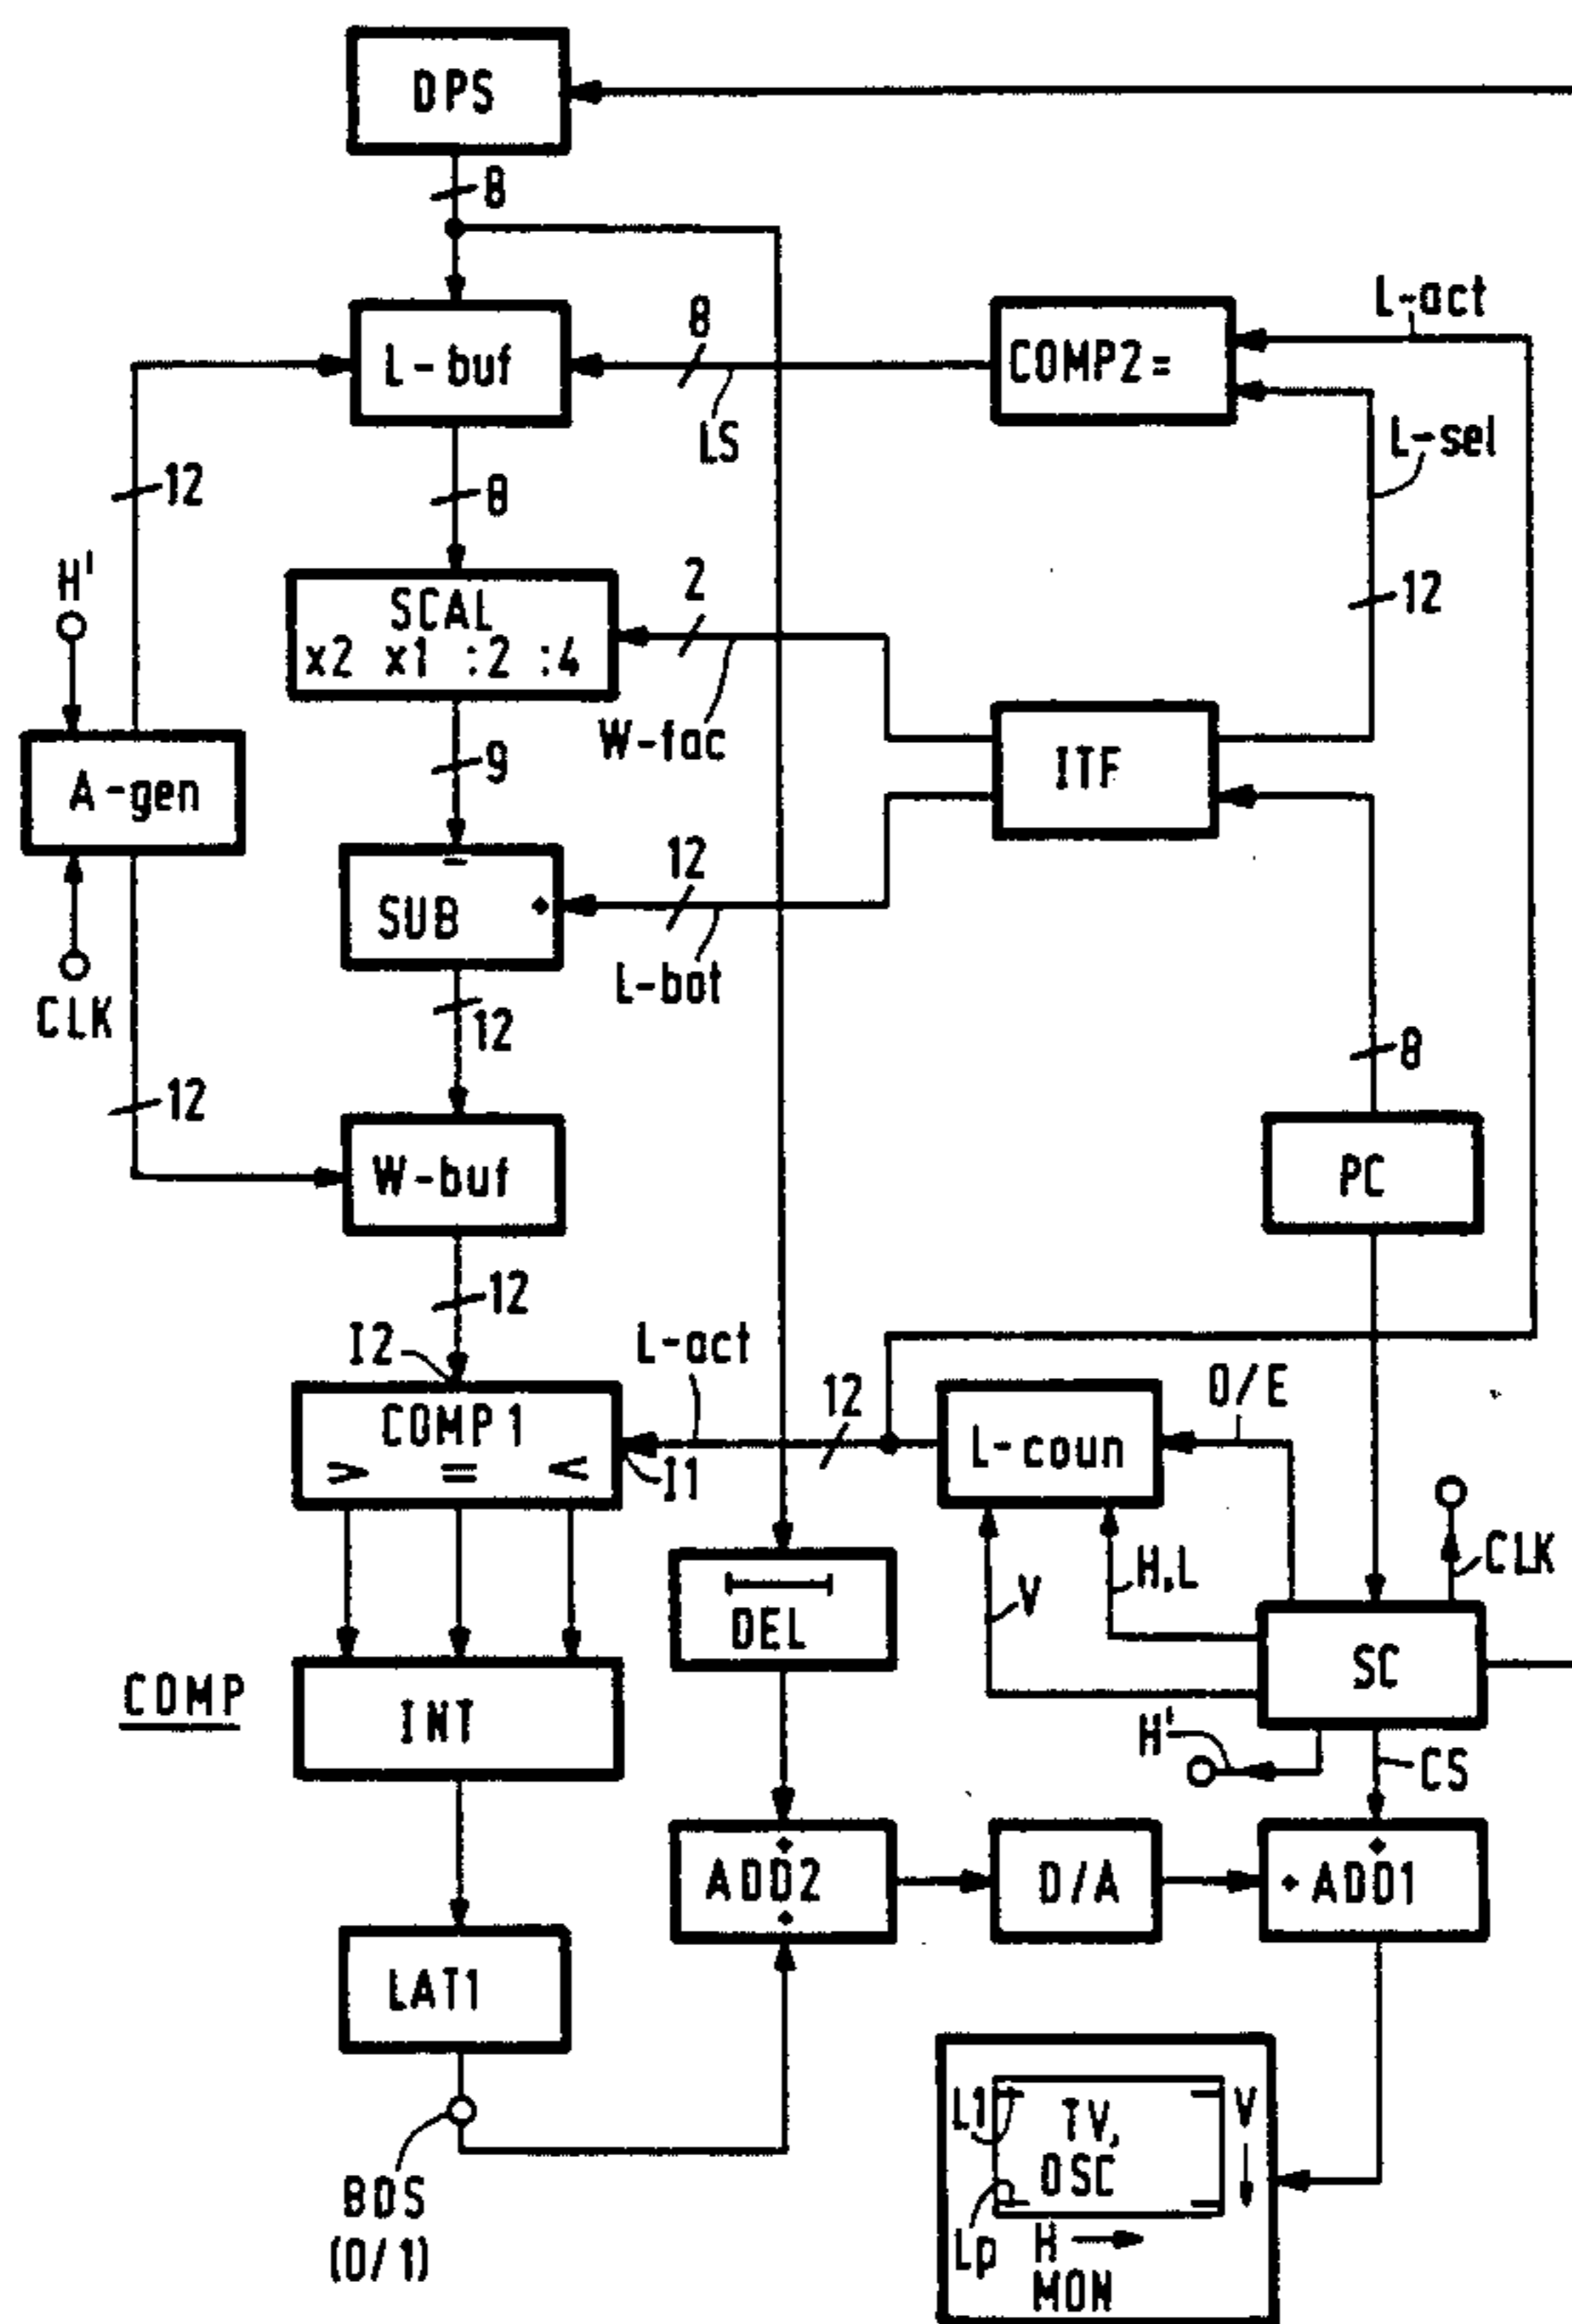 DPS
8
L-buf
8
LS
COMP2=
L-act
L-sel
12
8
12
H'
SCAL
x2 x1 :2 :4
2
W-fac
ITF
A-gen
9
CLK
SUB
12
L-bot
12
12
8
W-buf
PC
12
I2
L-act
12
O/E
COMP1
> = <
I1
L-coun
V
H,L
CLK
DEL
SC
COMP
INT
H'
CS
ADD2
D/A
ADD1
LAT1
BDS
(0/1)
L1
TV,
OSC
V
Lp
H
MON